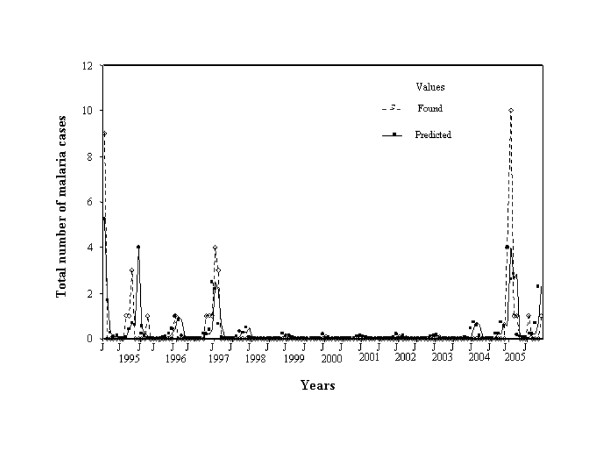 Total number of malaria cases
12
10
8
6
4
2
0
Values
Found
Predicted
J J J J J J J J J J J J J J J J J J J J J J J J
1995 1996 1997 1998 1999 2000 2001 2002 2003 2004 2005
Years